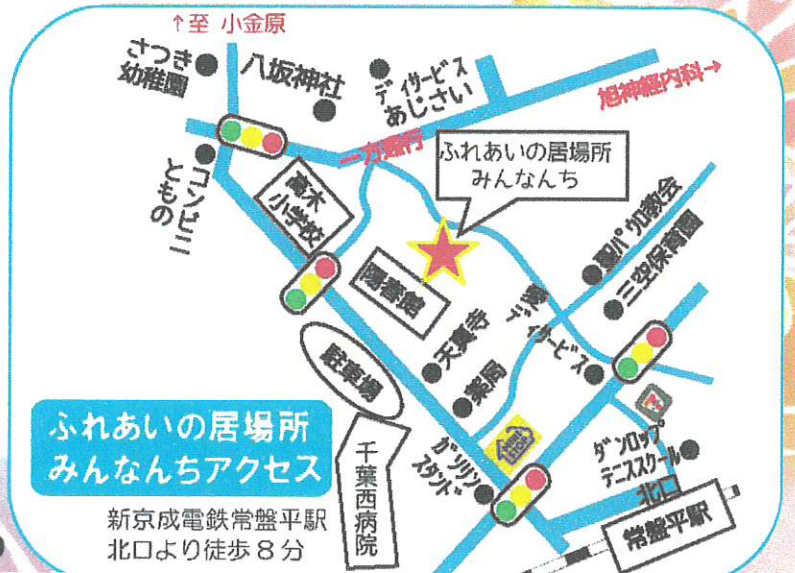 ↑至 小金原
さつき
幼稚園
八坂神社
デイサービス
あじさい
旭神経内科→
一方通行
ふれあいの居場所
みんなんち
コンビニ
ともの
高木
小学校
陽春館
聖パウロ教会
三空保育園
愛
デイサービス
天真寺
薬局
駐車場
ふれあいの居場所
みんなんちアクセス
新京成電鉄常盤平駅
北口より徒歩8分
千葉西病院
ガソリン
スタンド
ダンロップ
テニススクール
北口
常盤平駅